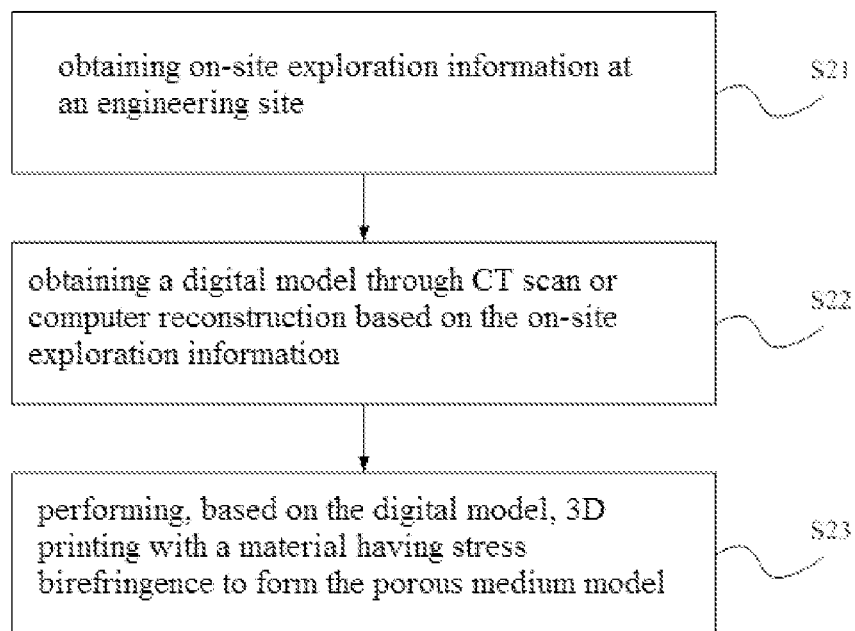 obtaining on-site exploration information at
an engineering site
S21
obtaining a digital model through CT scan or
computer reconstruction based on the on-site
exploration information
S22
performing, based on the digital model, 3D
printing with a material having stress
birefringence to form the porous medium model
S23